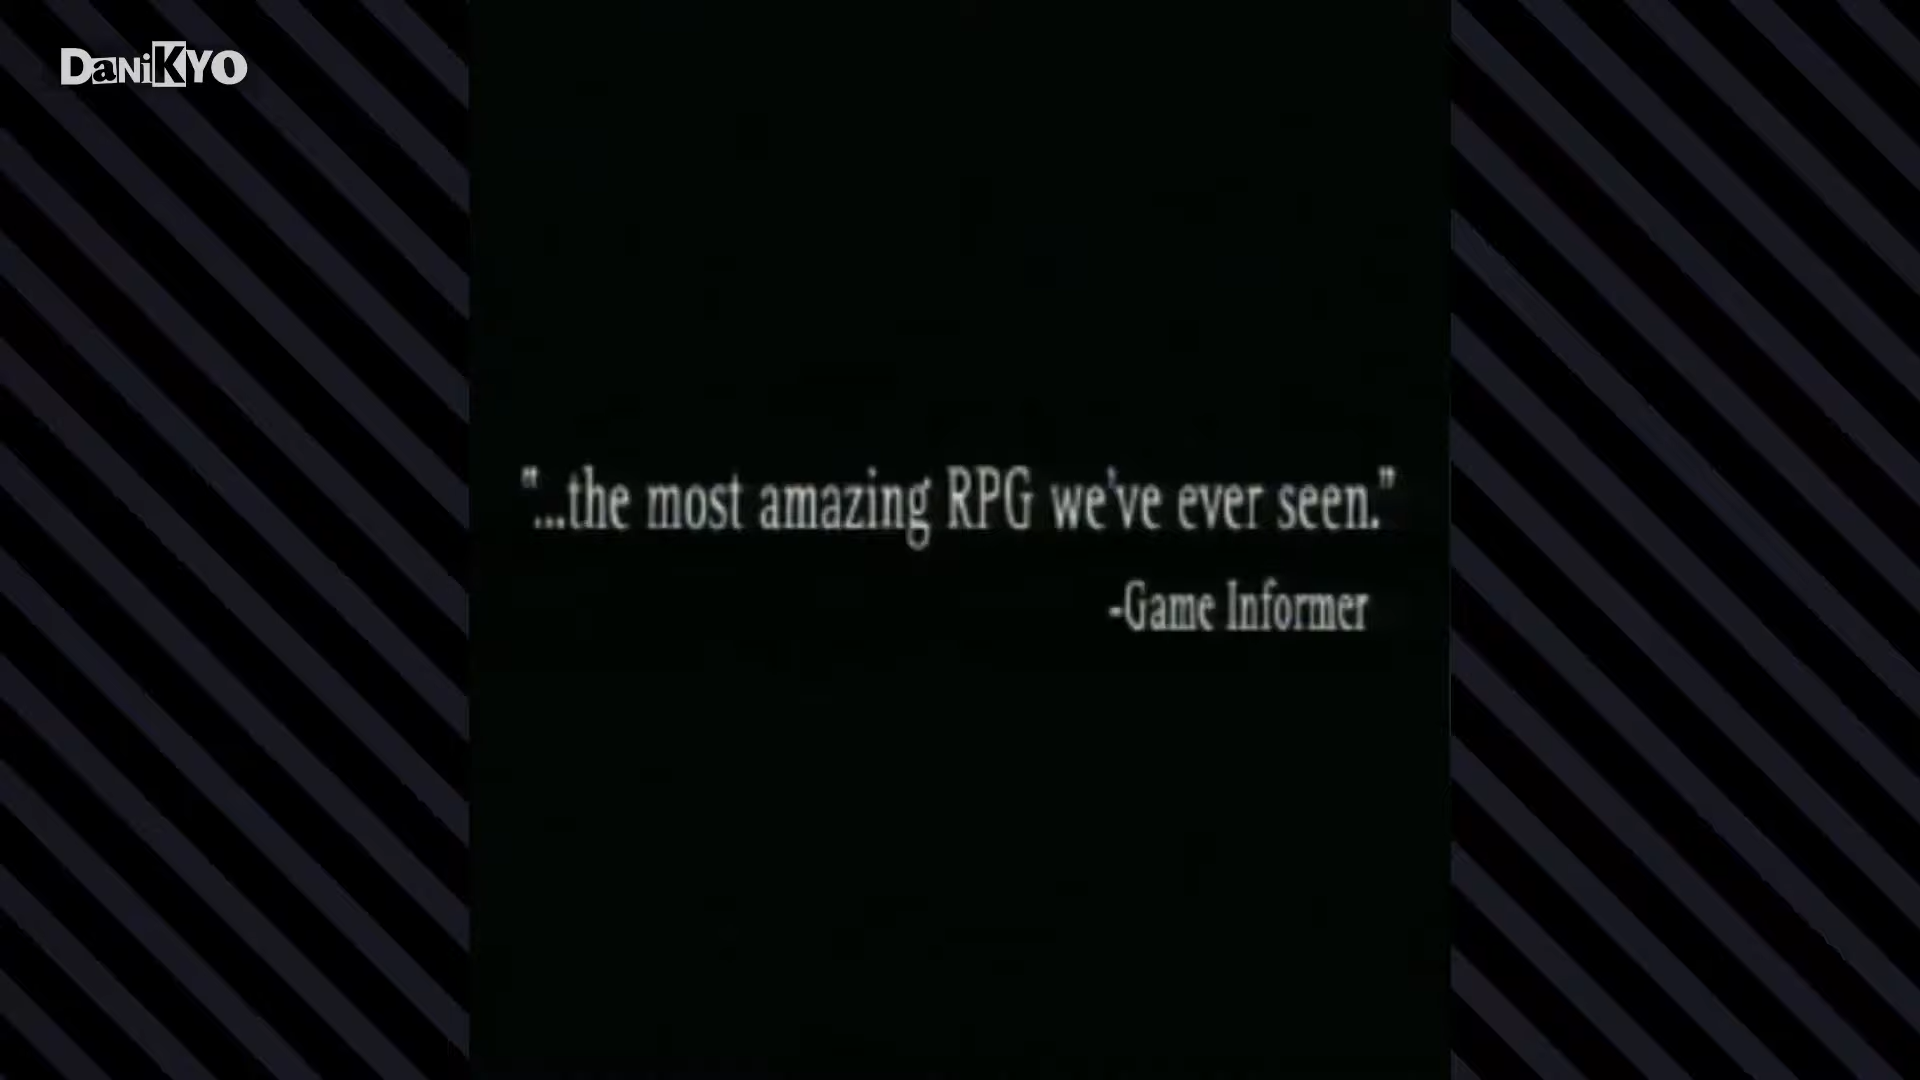 DaniKyo
"...the most amazing RPG we've ever seen."
-Game Informer